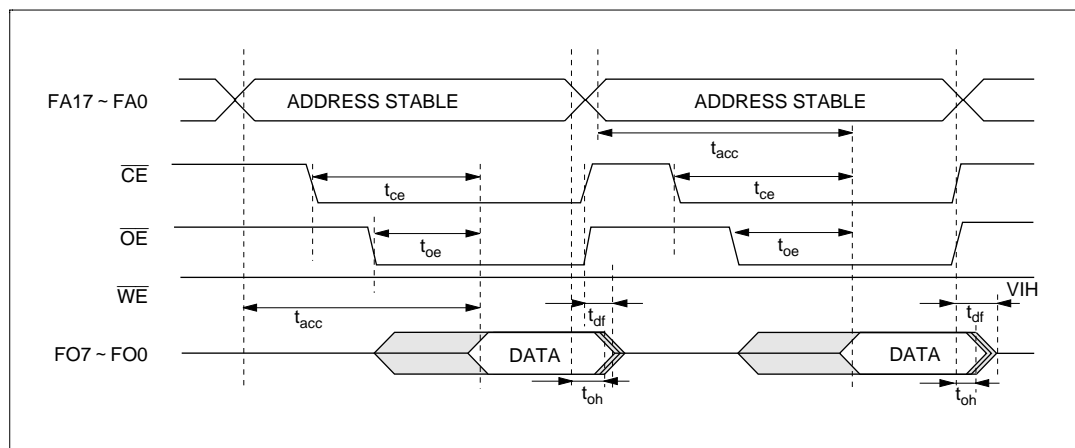 FA17 ~ FA0
ADDRESS STABLE
ADDRESS STABLE
tacc
CE
tce
tce
OE
toe
toe
WE
VIH
tacc
tdf
tdf
FO7 ~ FO0
DATA
DATA
toh
toh